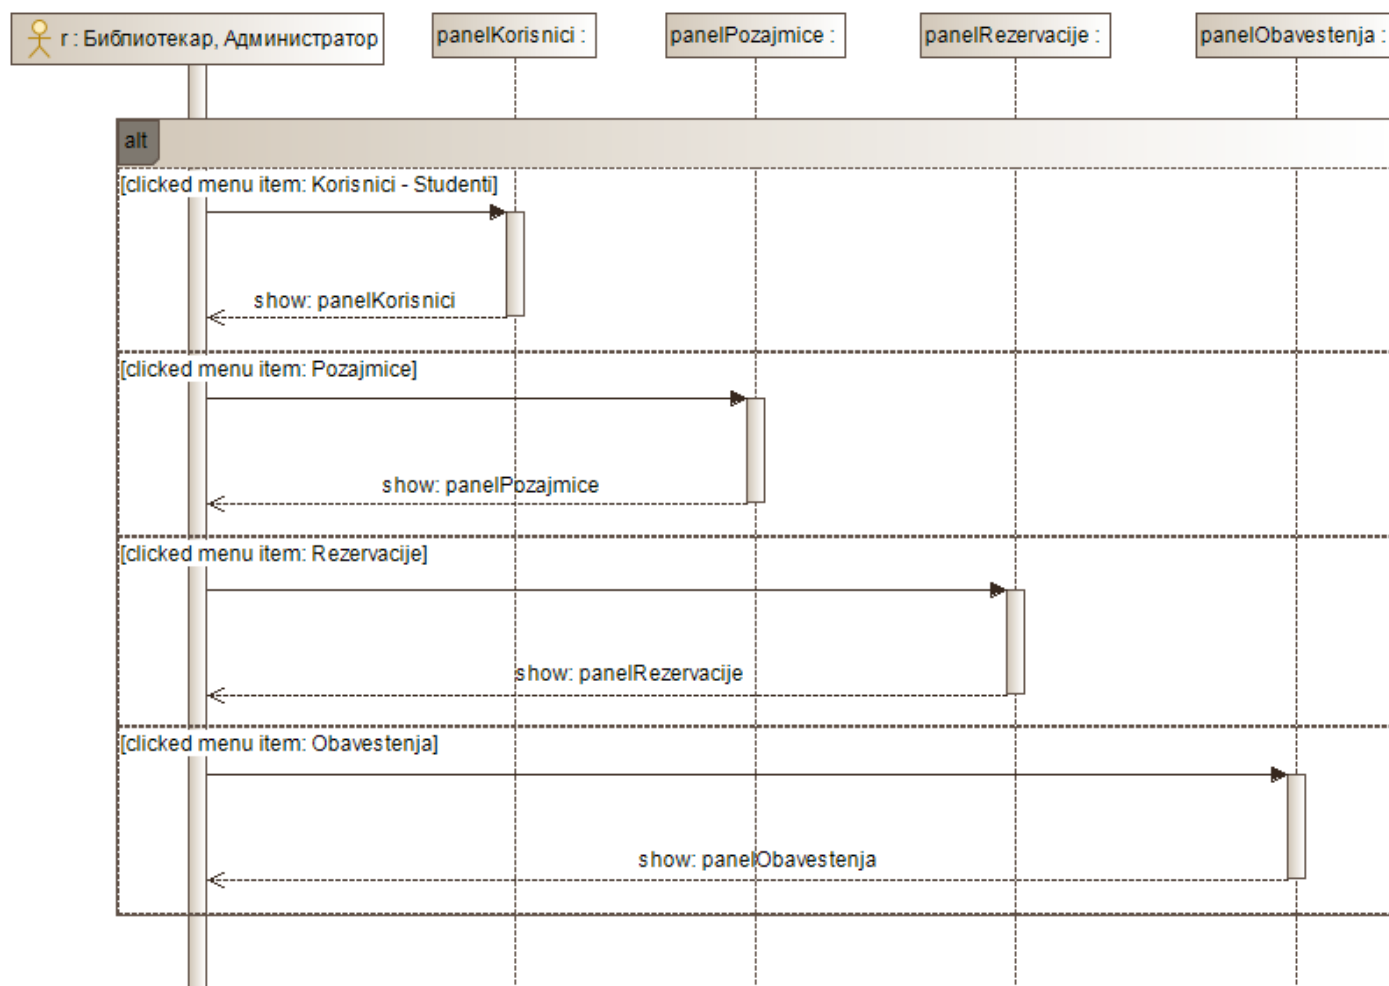 r : Библиотекар, Администратор
panelKorisnici :
panelPozajmice :
panelRezervacije :
panelObavestenja :
alt
[clicked menu item: Korisnici - Studenti]
show: panelKorisnici
[clicked menu item: Pozajmice]
show: panelPozajmice
[clicked menu item: Rezervacije]
show: panelRezervacije
[clicked menu item: Obavestenja]
show: panelObavestenja